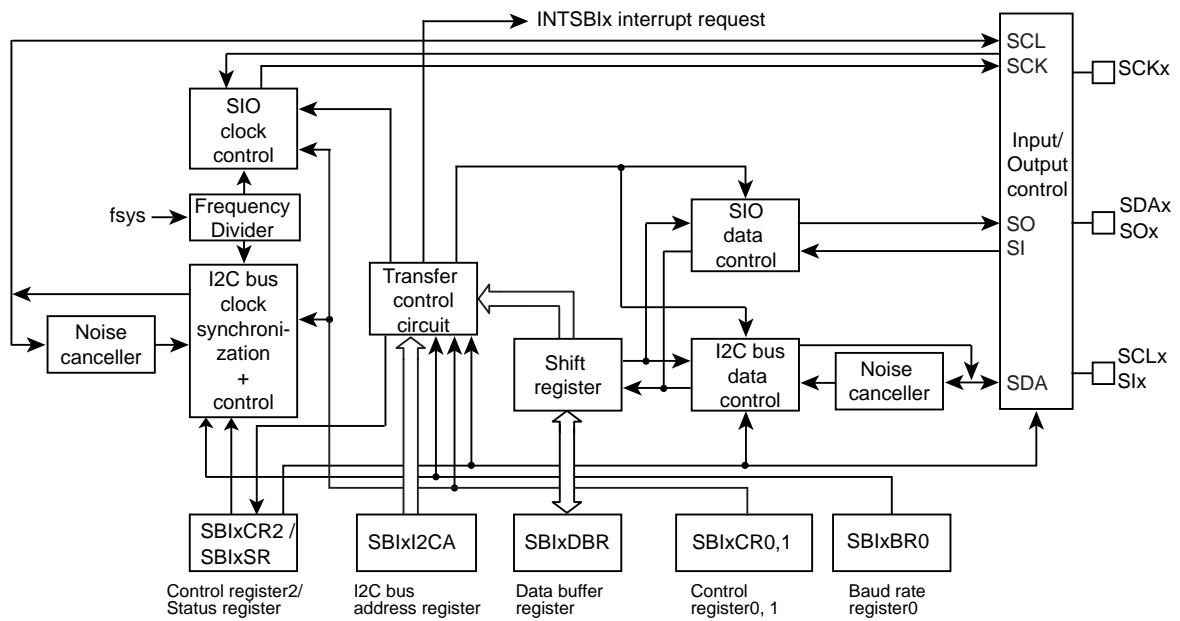 INTSBIx interrupt request
SCL
SCK
SCKx
SIO
clock
control
Input/
Output
control
fsys
Frequency
Divider
SIO
data
control
SO
SI
SDAx
SOx
I2C bus
clock
synchroni-
zation
+
control
Noise
canceller
Transfer
control
circuit
Shift
register
I2C bus
data
control
Noise
canceller
SDA
SCLx
SIx
SBIxCR2 /
SBIxSR
SBIxI2CA
SBIxDBR
SBIxCR0,1
SBIxBR0
Control register2/
Status register
I2C bus
address register
Data buffer
register
Control
register0, 1
Baud rate
register0